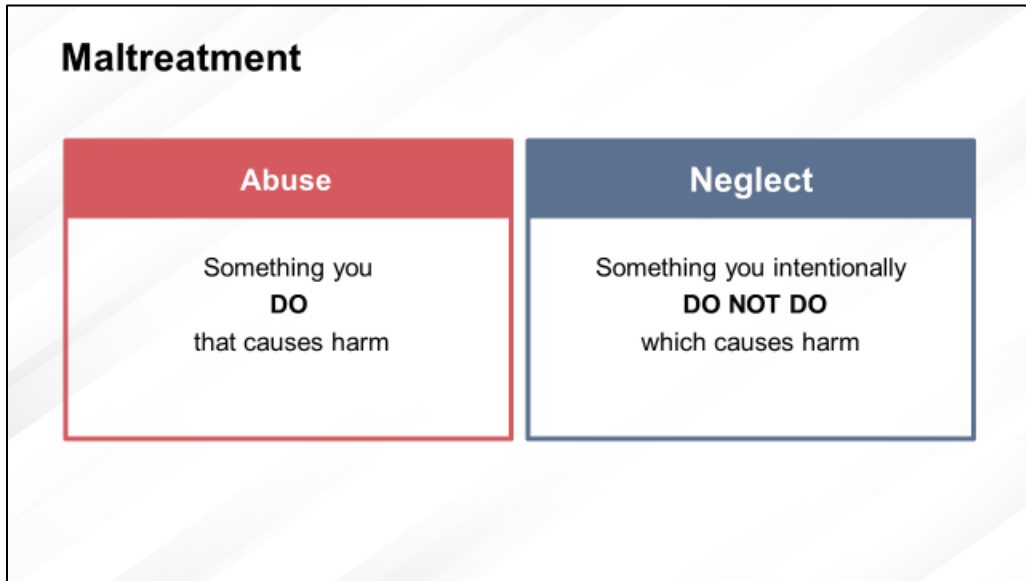 Maltreatment
Abuse
Something you
DO
that causes harm
Neglect
Something you intentionally
DO NOT DO
which causes harm